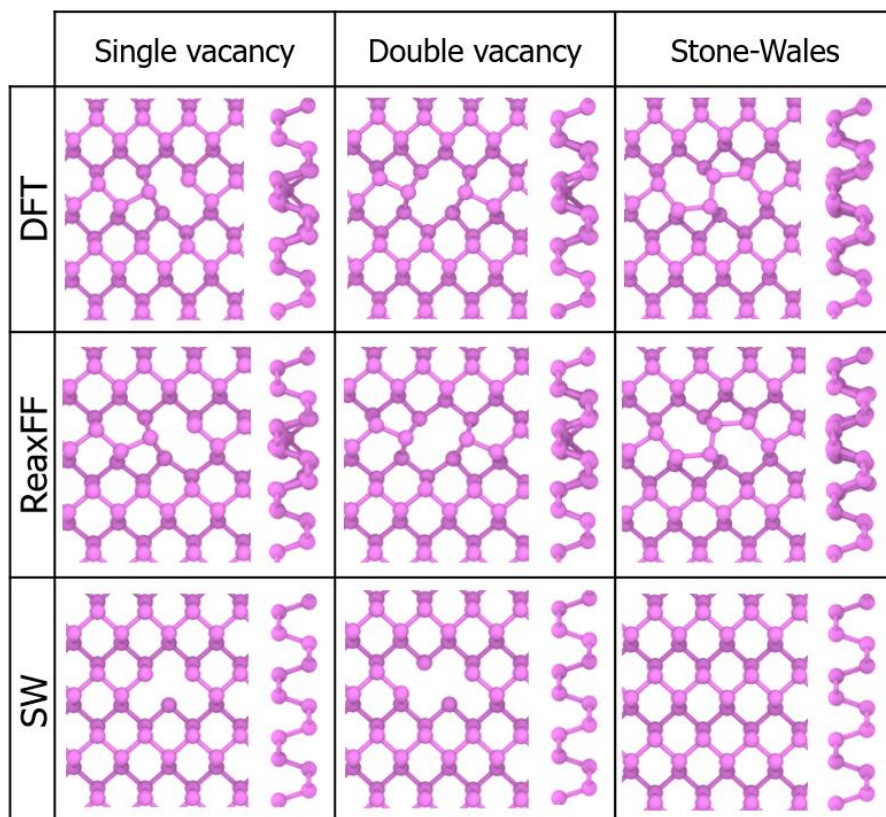 Single vacancy
Double vacancy
Stone-Wales
DFT
ReaxFF
SW